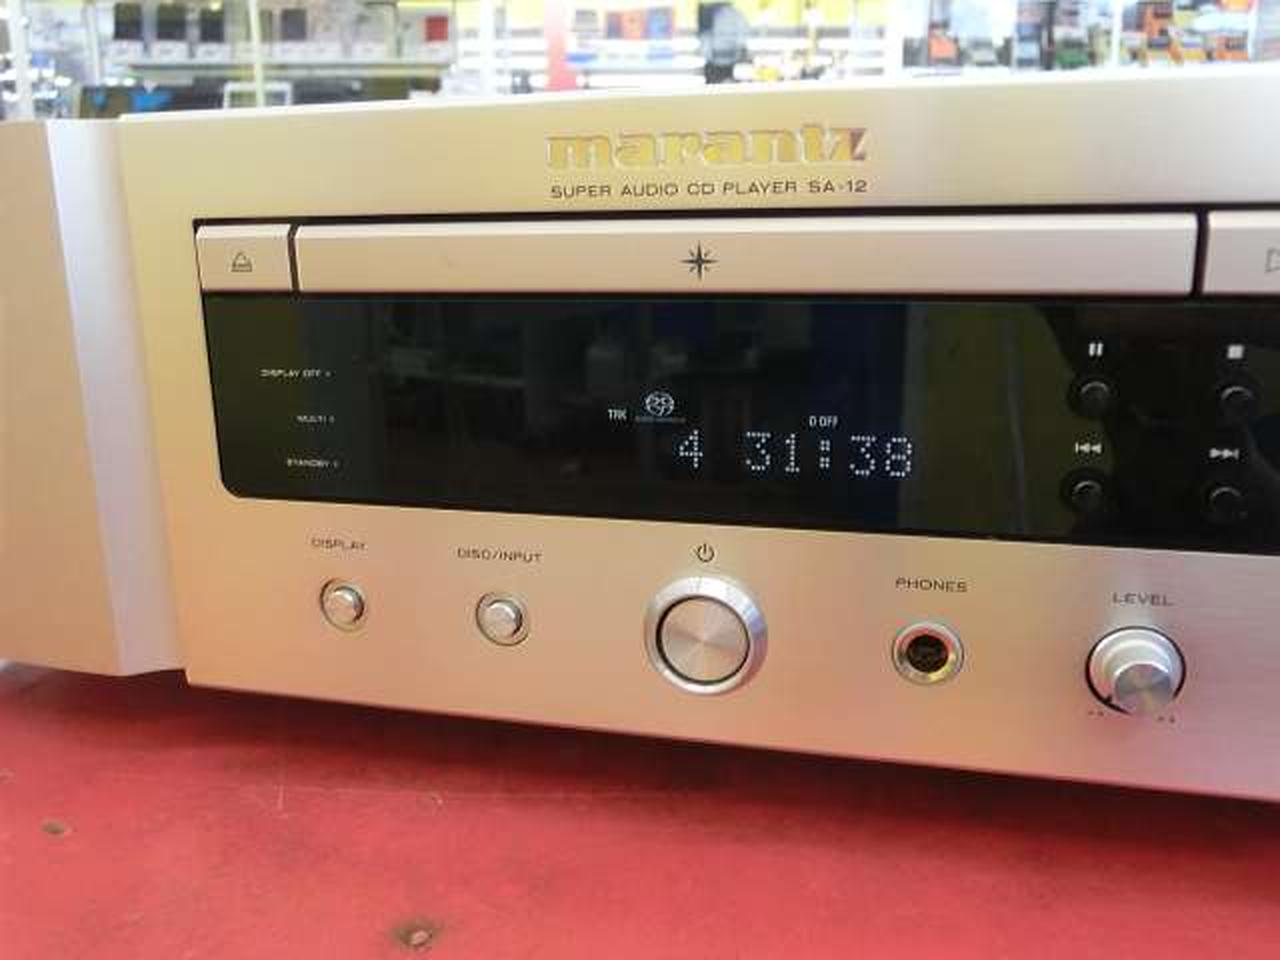 marantz
SUPER AUDIO CD PLAYER SA-12
DISPLAY OFF
MULTI
STANDBY
TRK
D OFF
4 31:38
DISPLAY
DISC/INPUT
PHONES
LEVEL